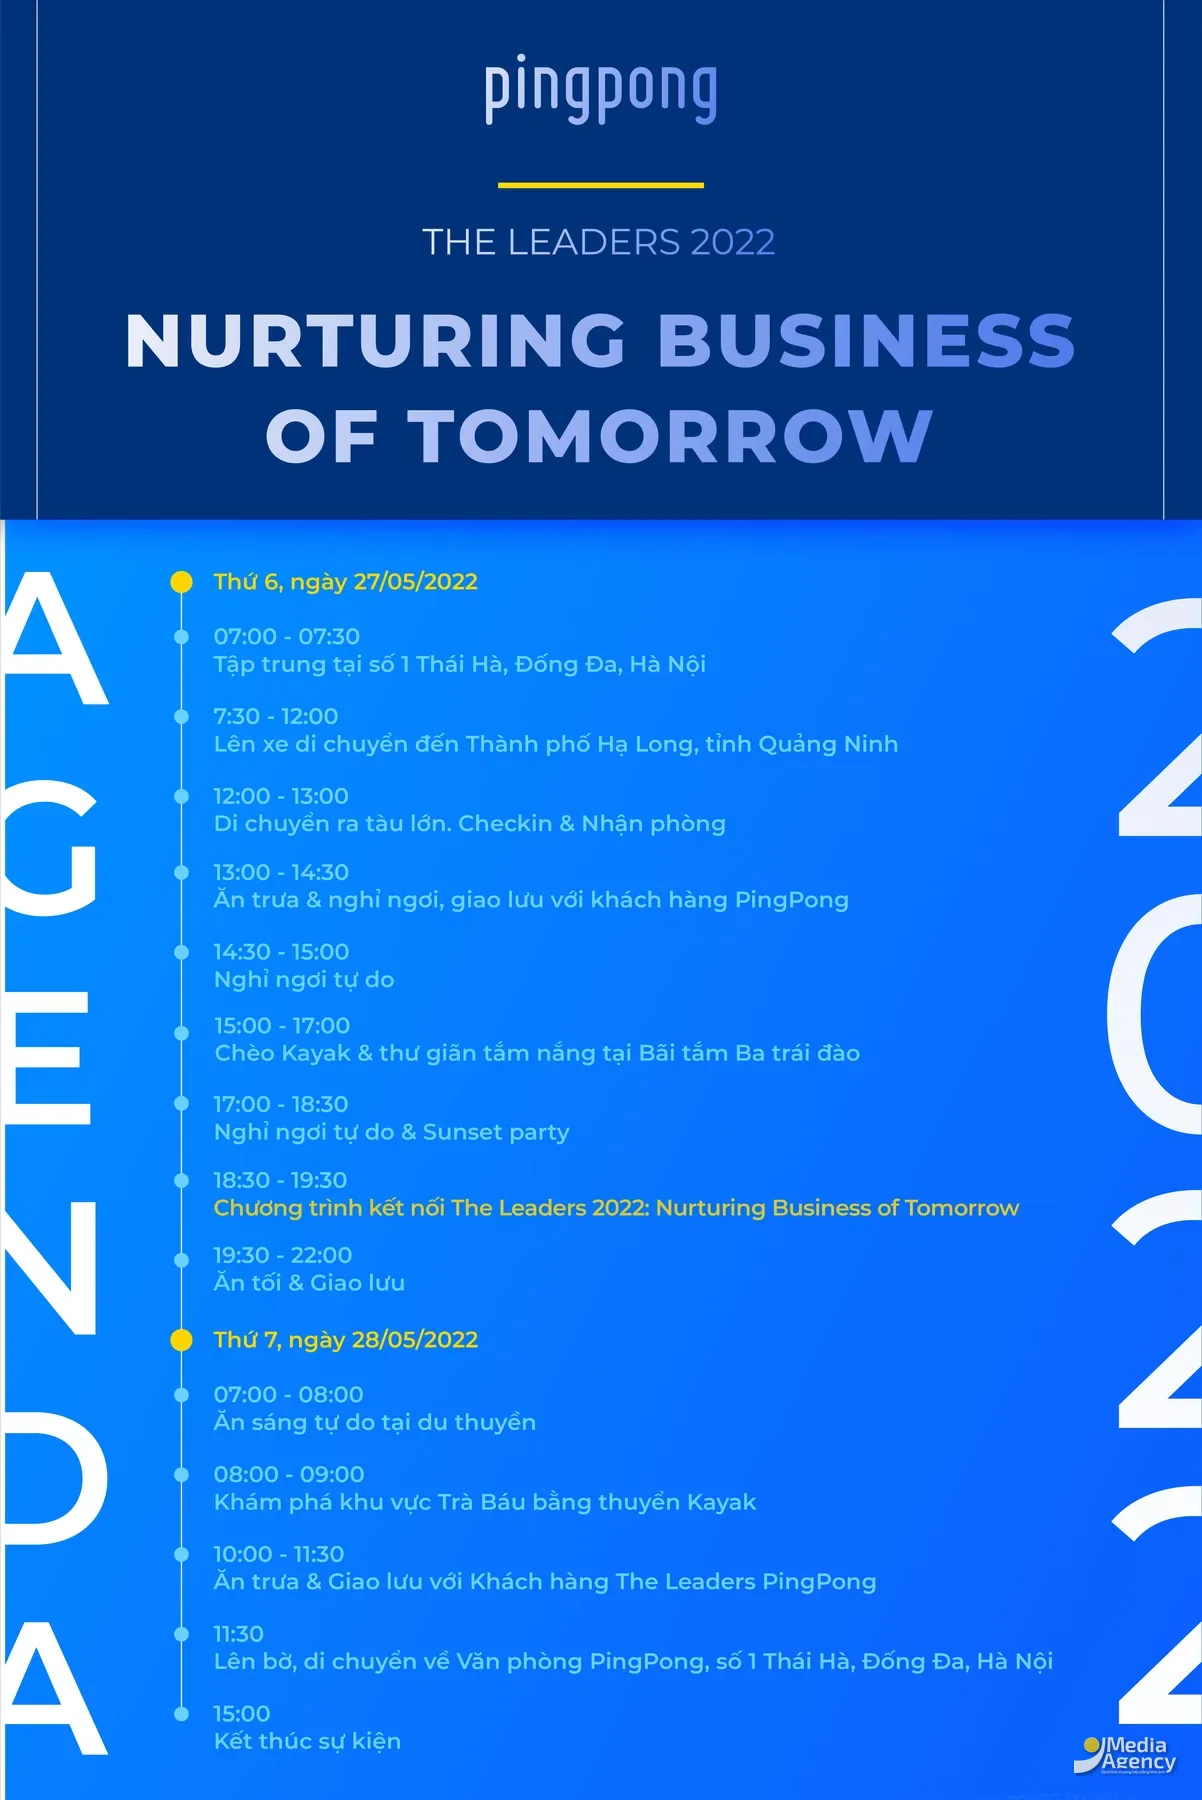 pingpong
THE LEADERS 2022
NURTURING BUSINESS
OF TOMORROW
AGENDA
2022
Thứ 6, ngày 27/05/2022
07:00 - 07:30
Tập trung tại số 1 Thái Hà, Đống Đa, Hà Nội
7:30 - 12:00
Lên xe di chuyển đến Thành phố Hạ Long, tỉnh Quảng Ninh
12:00 - 13:00
Di chuyển ra tàu lớn. Checkin & Nhận phòng
13:00 - 14:30
Ăn trưa & nghỉ ngơi, giao lưu với khách hàng PingPong
14:30 - 15:00
Nghỉ ngơi tự do
15:00 - 17:00
Chèo Kayak & thư giãn tắm nắng tại Bãi tắm Ba trái đào
17:00 - 18:30
Nghỉ ngơi tự do & Sunset party
18:30 - 19:30
Chương trình kết nối The Leaders 2022: Nurturing Business of Tomorrow
19:30 - 22:00
Ăn tối & Giao lưu
Thứ 7, ngày 28/05/2022
07:00 - 08:00
Ăn sáng tự do tại du thuyền
08:00 - 09:00
Khám phá khu vực Trà Báu bằng thuyền Kayak
10:00 - 11:30
Ăn trưa & Giao lưu với Khách hàng The Leaders PingPong
11:30
Lên bờ, di chuyển về Văn phòng PingPong, số 1 Thái Hà, Đống Đa, Hà Nội
15:00
Kết thúc sự kiện
Media
Agency